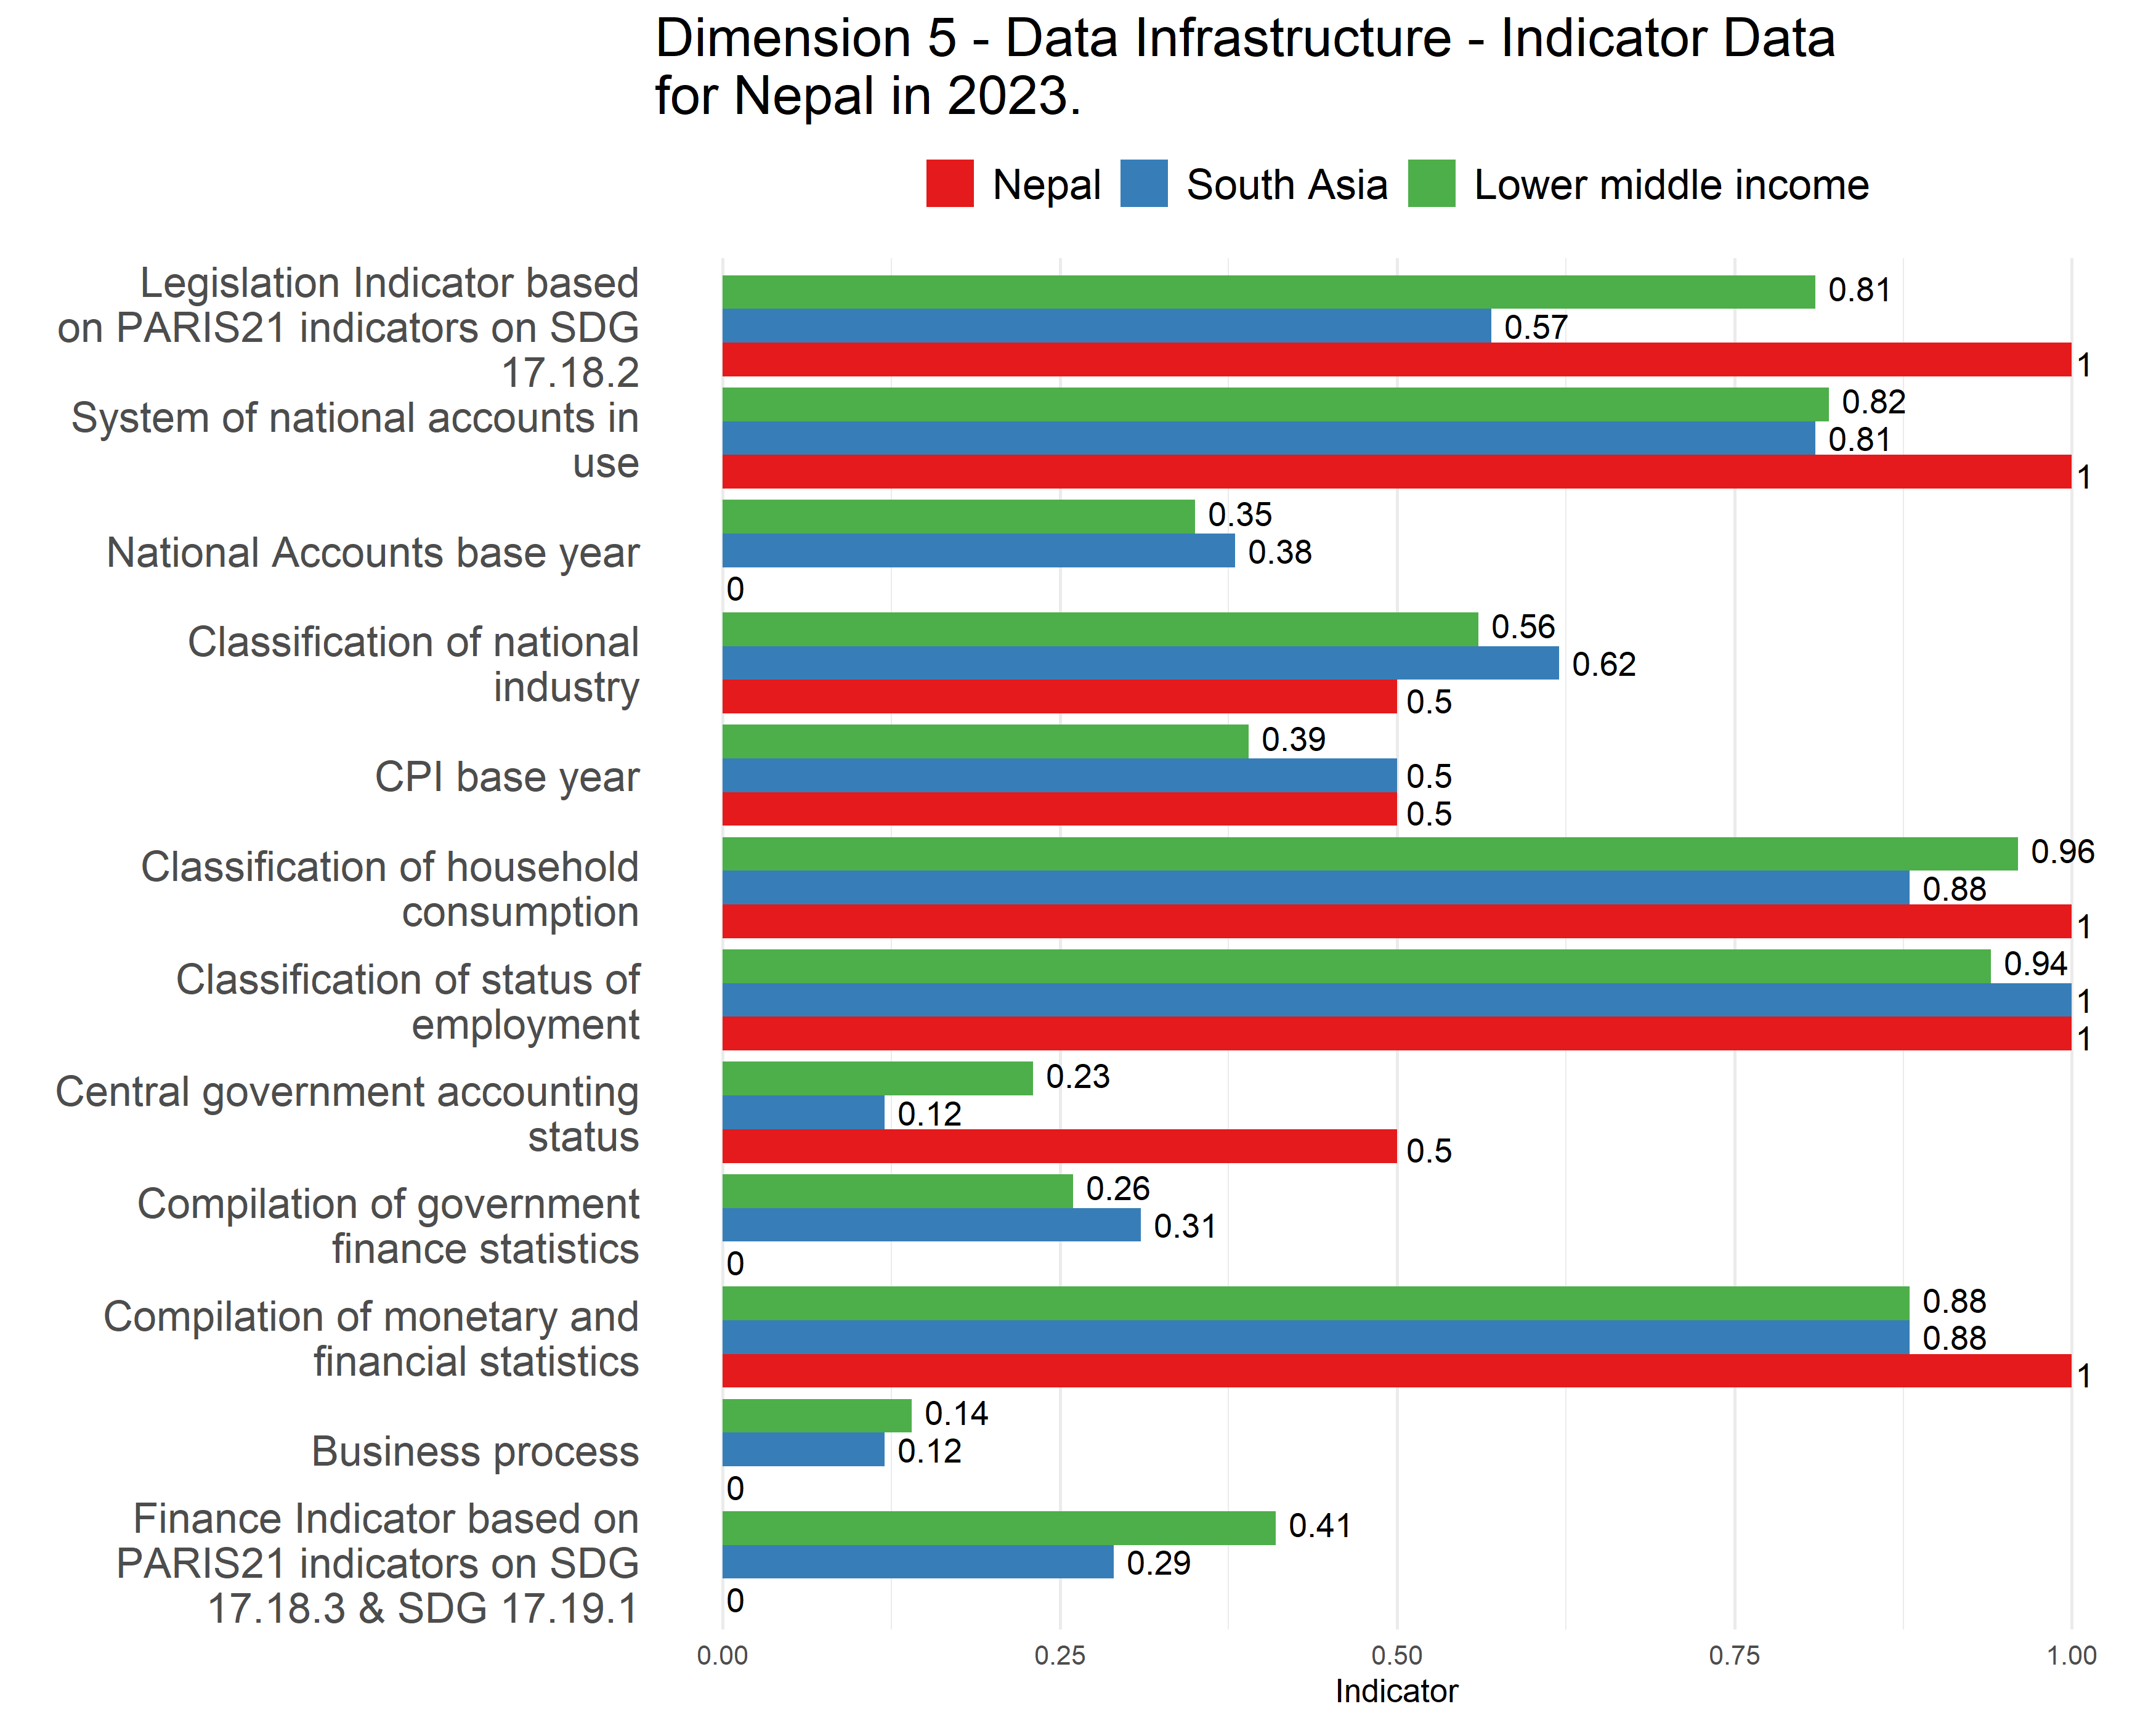 Dimension 5 - Data Infrastructure - Indicator Data
for Nepal in 2023.
Nepal
South Asia
Lower middle income
Legislation Indicator based
on PARIS21 indicators on SDG
17.18.2
0.81
0.57
1
System of national accounts in
use
0.82
0.81
1
National Accounts base year
0.35
0.38
0
Classification of national
industry
0.56
0.62
0.5
CPI base year
0.39
0.5
0.5
Classification of household
consumption
0.96
0.88
1
Classification of status of
employment
0.94
1
1
Central government accounting
status
0.23
0.12
0.5
Compilation of government
finance statistics
0.26
0.31
0
Compilation of monetary and
financial statistics
0.88
0.88
1
Business process
0.14
0.12
0
Finance Indicator based on
PARIS21 indicators on SDG
17.18.3 & SDG 17.19.1
0.41
0.29
0
0.00
0.25
0.50
0.75
1.00
Indicator